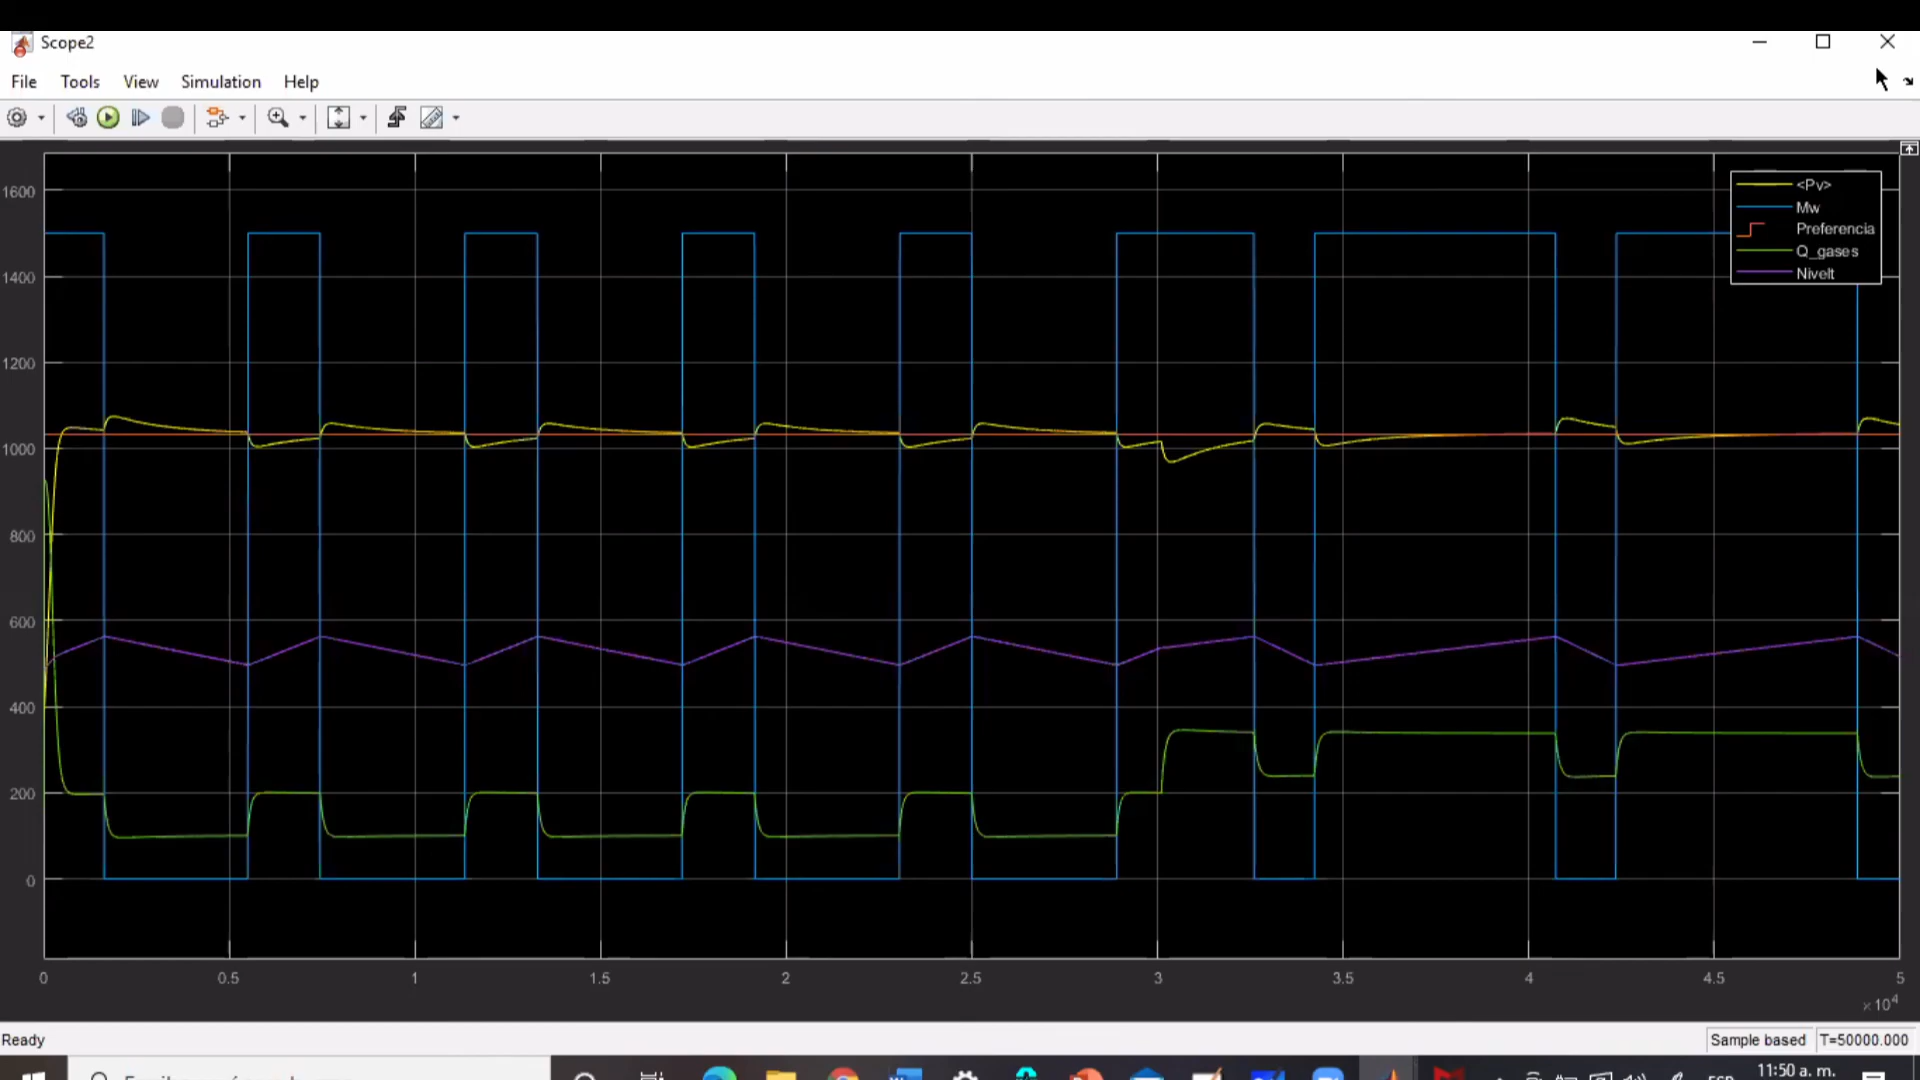 Scope2
File Tools View Simulation Help
1600
1400
1200
1000
800
600
400
200
0
<Pv>
Mw
Preferencia
Q_gases
Nivelt
0 0.5 1 1.5 2 2.5 3 3.5 4 4.5 5
×10^4
Ready
Sample based T=50000.000
11:50 a. m.